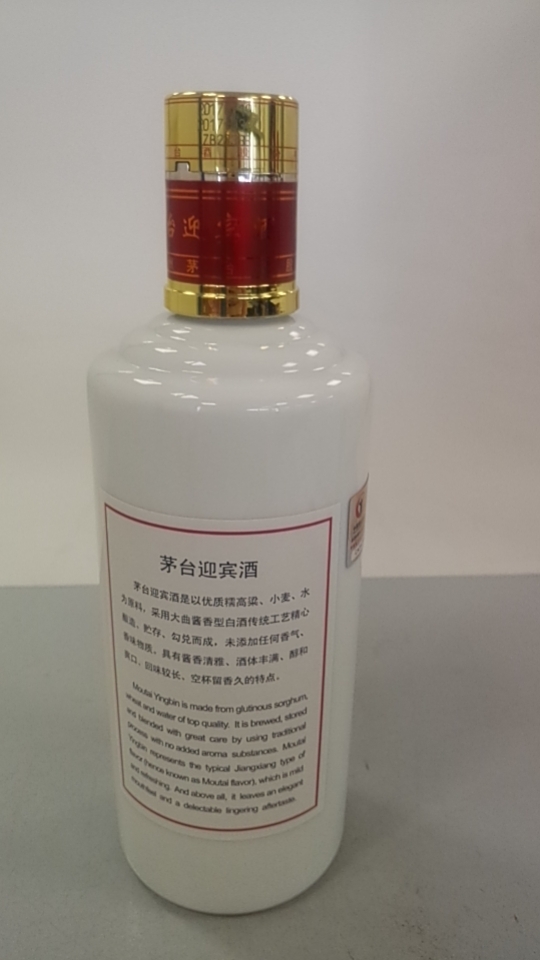 2017
2017
7B2
台迎宾
茅
茅台迎宾酒
茅台迎宾酒是以优质糯高粱、小麦、水
为原料，采用大曲酱香型白酒传统工艺精心
酿造、贮存、勾兑而成，未添加任何香气、
香味物质，具有酱香清雅、酒体丰满、醇和
爽口、回味较长、空杯留香久的特点。
Moutai Yingbin is made from glutinous sorghum,
wheat and water of top quality. It is brewed, stored
and blended with great care by using traditional
process with no added aroma substances. Moutai
Yingbin represents the typical Jiangxiang type of
flavor (hence known as Moutai flavor), which is mild
and refreshing. And above all, it leaves an elegant
mouthfeel and a delectable lingering aftertaste.